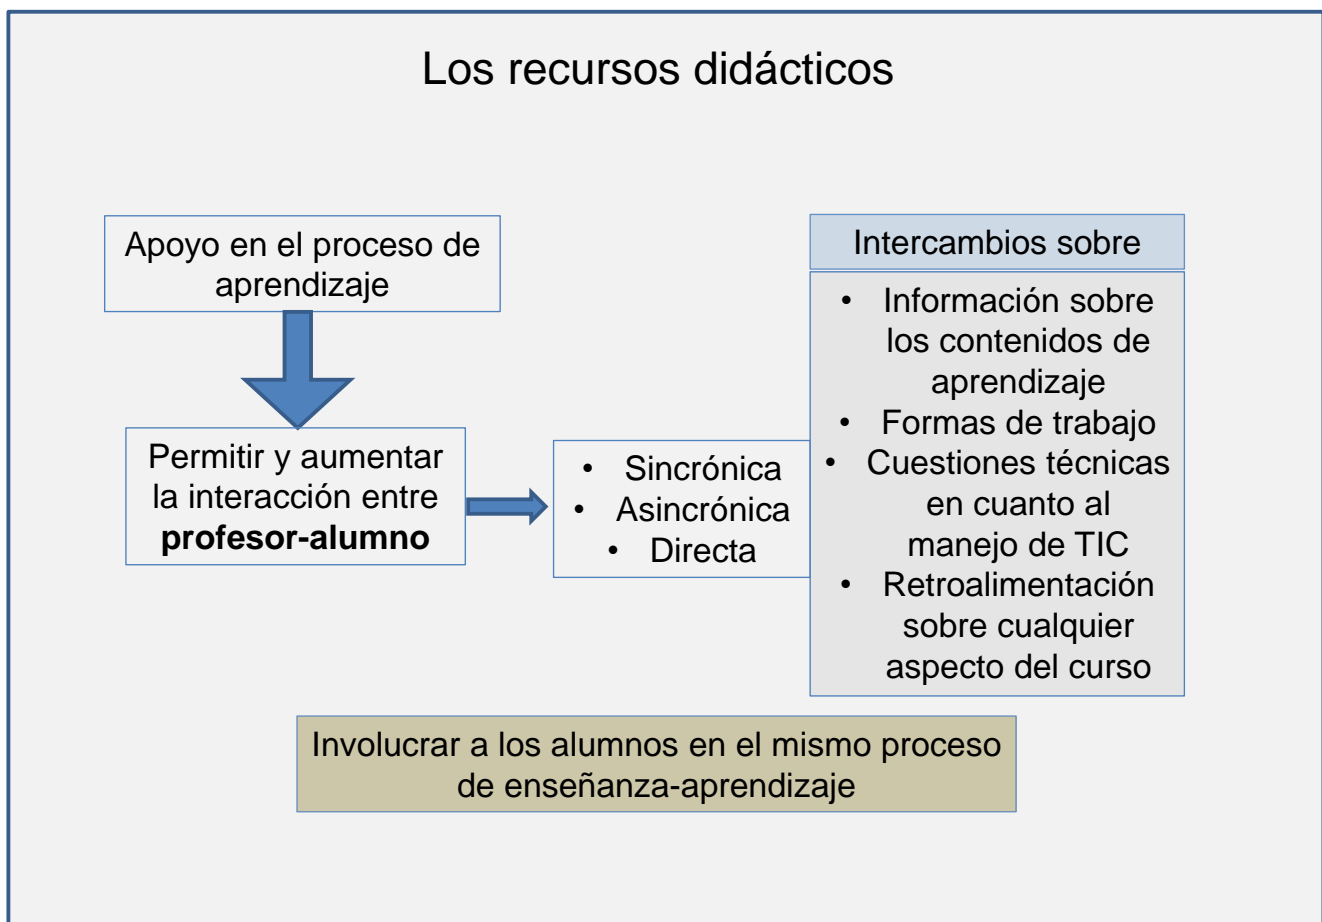 Los recursos didácticos
Apoyo en el proceso de
aprendizaje
Permitir y aumentar
la interacción entre
profesor-alumno
• Sincrónica
• Asincrónica
• Directa
Intercambios sobre
• Información sobre
los contenidos de
aprendizaje
• Formas de trabajo
• Cuestiones técnicas
en cuanto al
manejo de TIC
• Retroalimentación
sobre cualquier
aspecto del curso
Involucrar a los alumnos en el mismo proceso
de enseñanza-aprendizaje